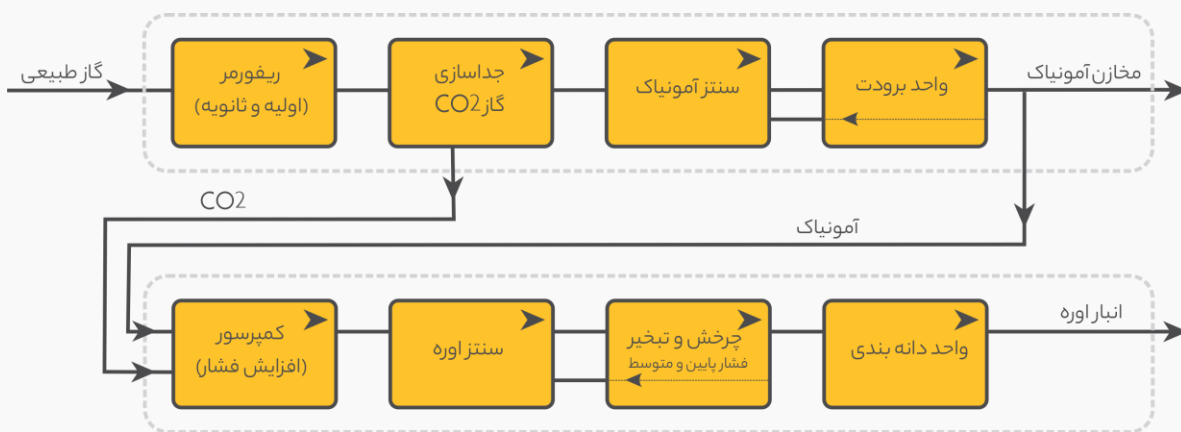 گاز طبیعی
ریفورمر
(اولیه و ثانویه)
جداسازی
گاز CO2
سنتز آمونیاک
واحد برودت
مخازن آمونیاک
CO2
آمونیاک
کمپرسور
(افزایش فشار)
سنتز اوره
چرخش و تبخیر
فشار پایین و متوسط
واحد دانه بندی
انبار اوره